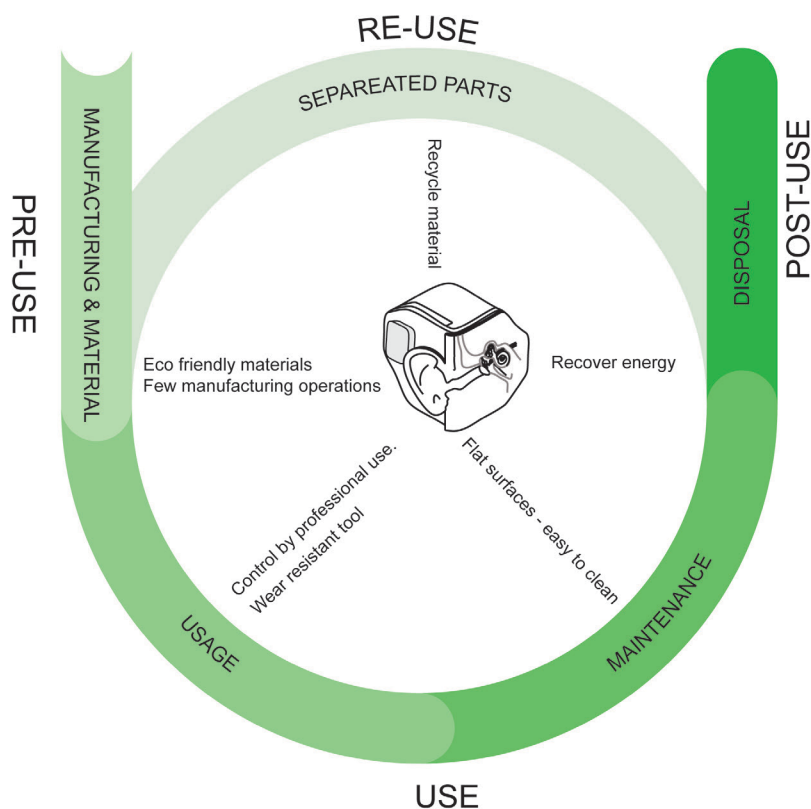 RE-USE
SEPAREATED PARTS
PRE-USE
MANUFACTURING & MATERIAL
Recycle material
POST-USE
DISPOSAL
Eco friendly materials
Few manufacturing operations
Recover energy
Control by professional use.
Wear resistant tool
Flat surfaces - easy to clean
USAGE
MAINTENANCE
USE